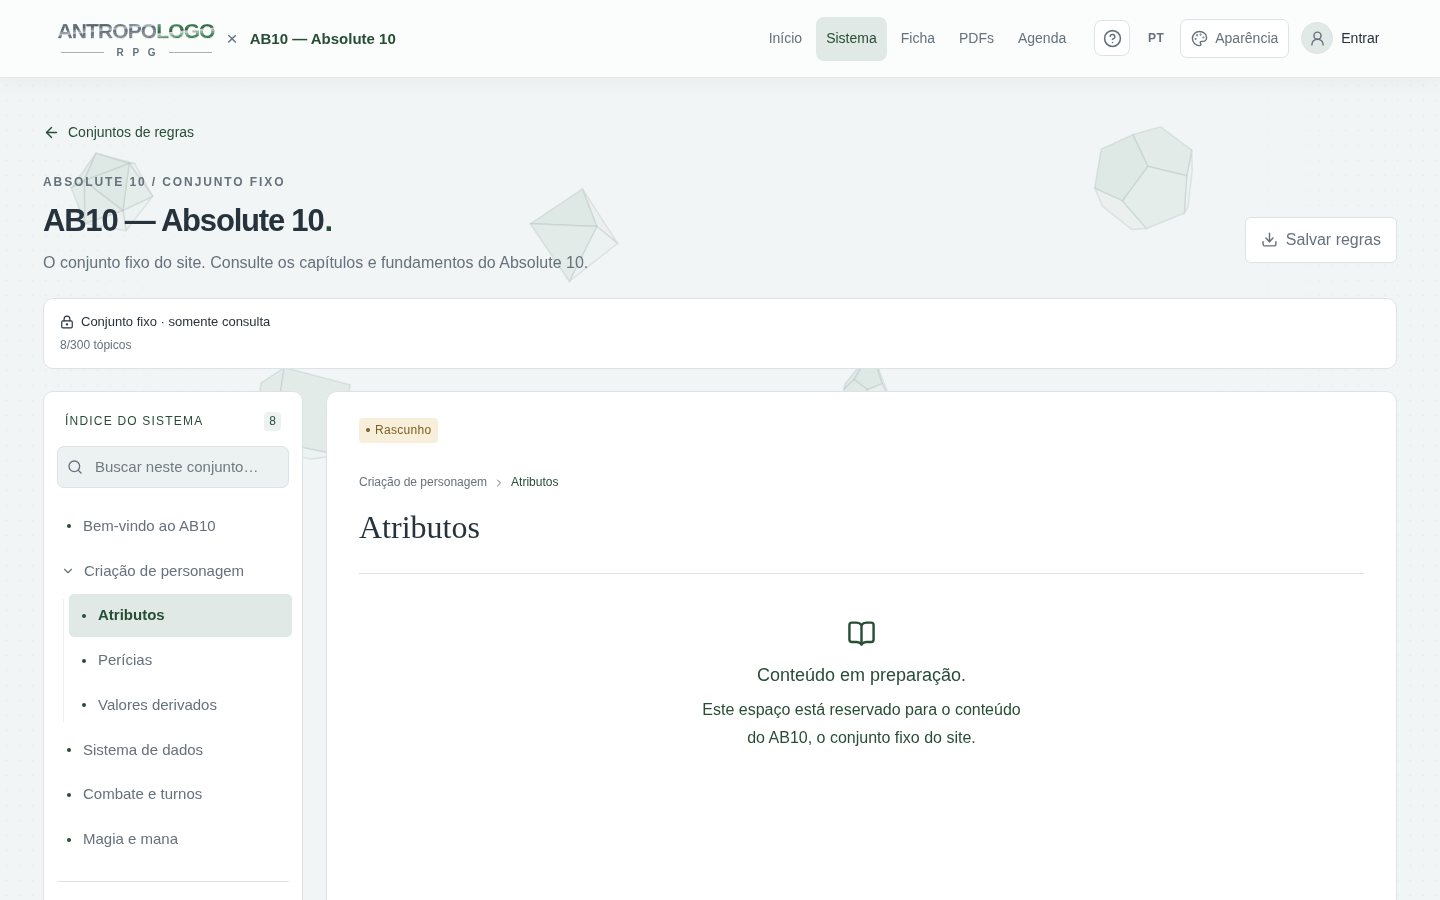 ANTROPOLOGO
RPG
× AB10 — Absolute 10
Início
Sistema
Ficha
PDFs
Agenda
PT
Aparência
Entrar
Conjuntos de regras
ABSOLUTE 10 / CONJUNTO FIXO
AB10 — Absolute 10.
O conjunto fixo do site. Consulte os capítulos e fundamentos do Absolute 10.
Salvar regras
Conjunto fixo · somente consulta
8/300 tópicos
ÍNDICE DO SISTEMA 8
Buscar neste conjunto…
• Bem-vindo ao AB10
Criação de personagem
• Atributos
• Perícias
• Valores derivados
• Sistema de dados
• Combate e turnos
• Magia e mana
• Rascunho
Criação de personagem > Atributos
Atributos
Conteúdo em preparação.
Este espaço está reservado para o conteúdo
do AB10, o conjunto fixo do site.